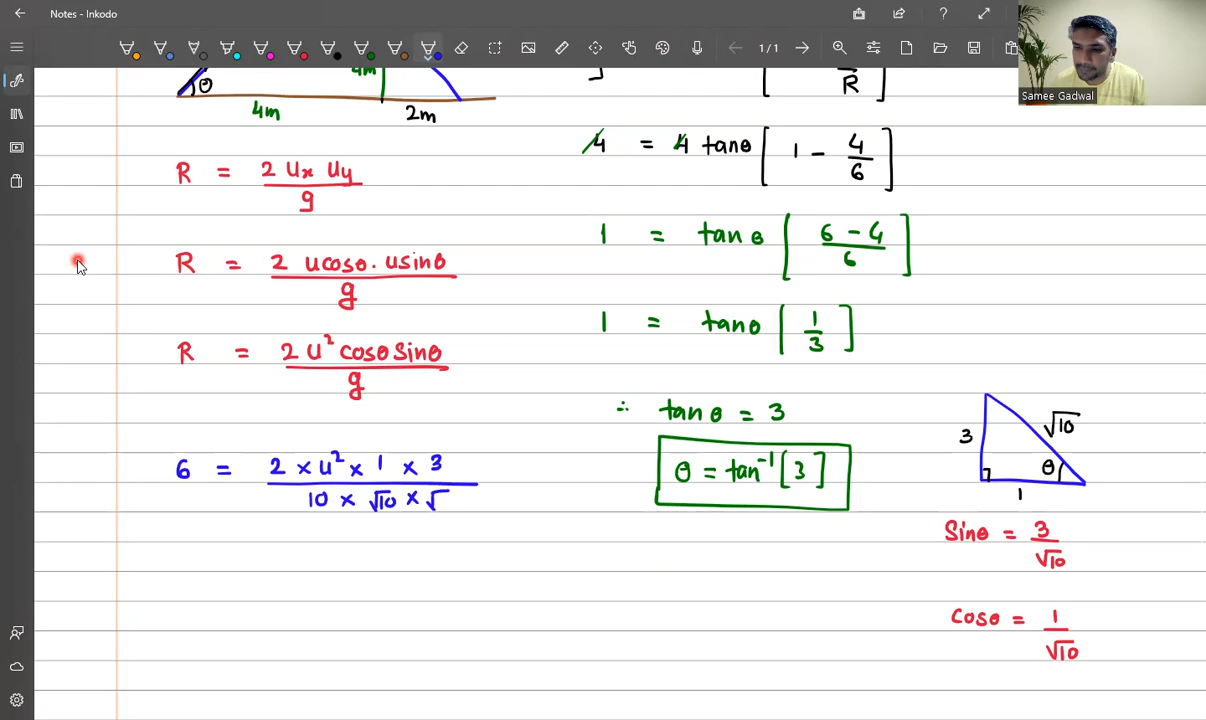 Notes - Inkodo
1/1
Samee Gadwal
θ
4m
4m
2m
R ]
4 = 4 tanθ [ 1 - 4/6 ]
R = 2 Ux Uy / g
1 = tanθ [ 6 - 4 / 6 ]
R = 2 ucosθ . usinθ / g
1 = tanθ [ 1/3 ]
R = 2 U² cosθ Sinθ / g
∴ tanθ = 3
θ = tan⁻¹ [ 3 ]
6 = 2 × U² × 1 × 3 / 10 × √10 × √
3
√10
θ
1
Sinθ = 3/√10
Cosθ = 1/√10